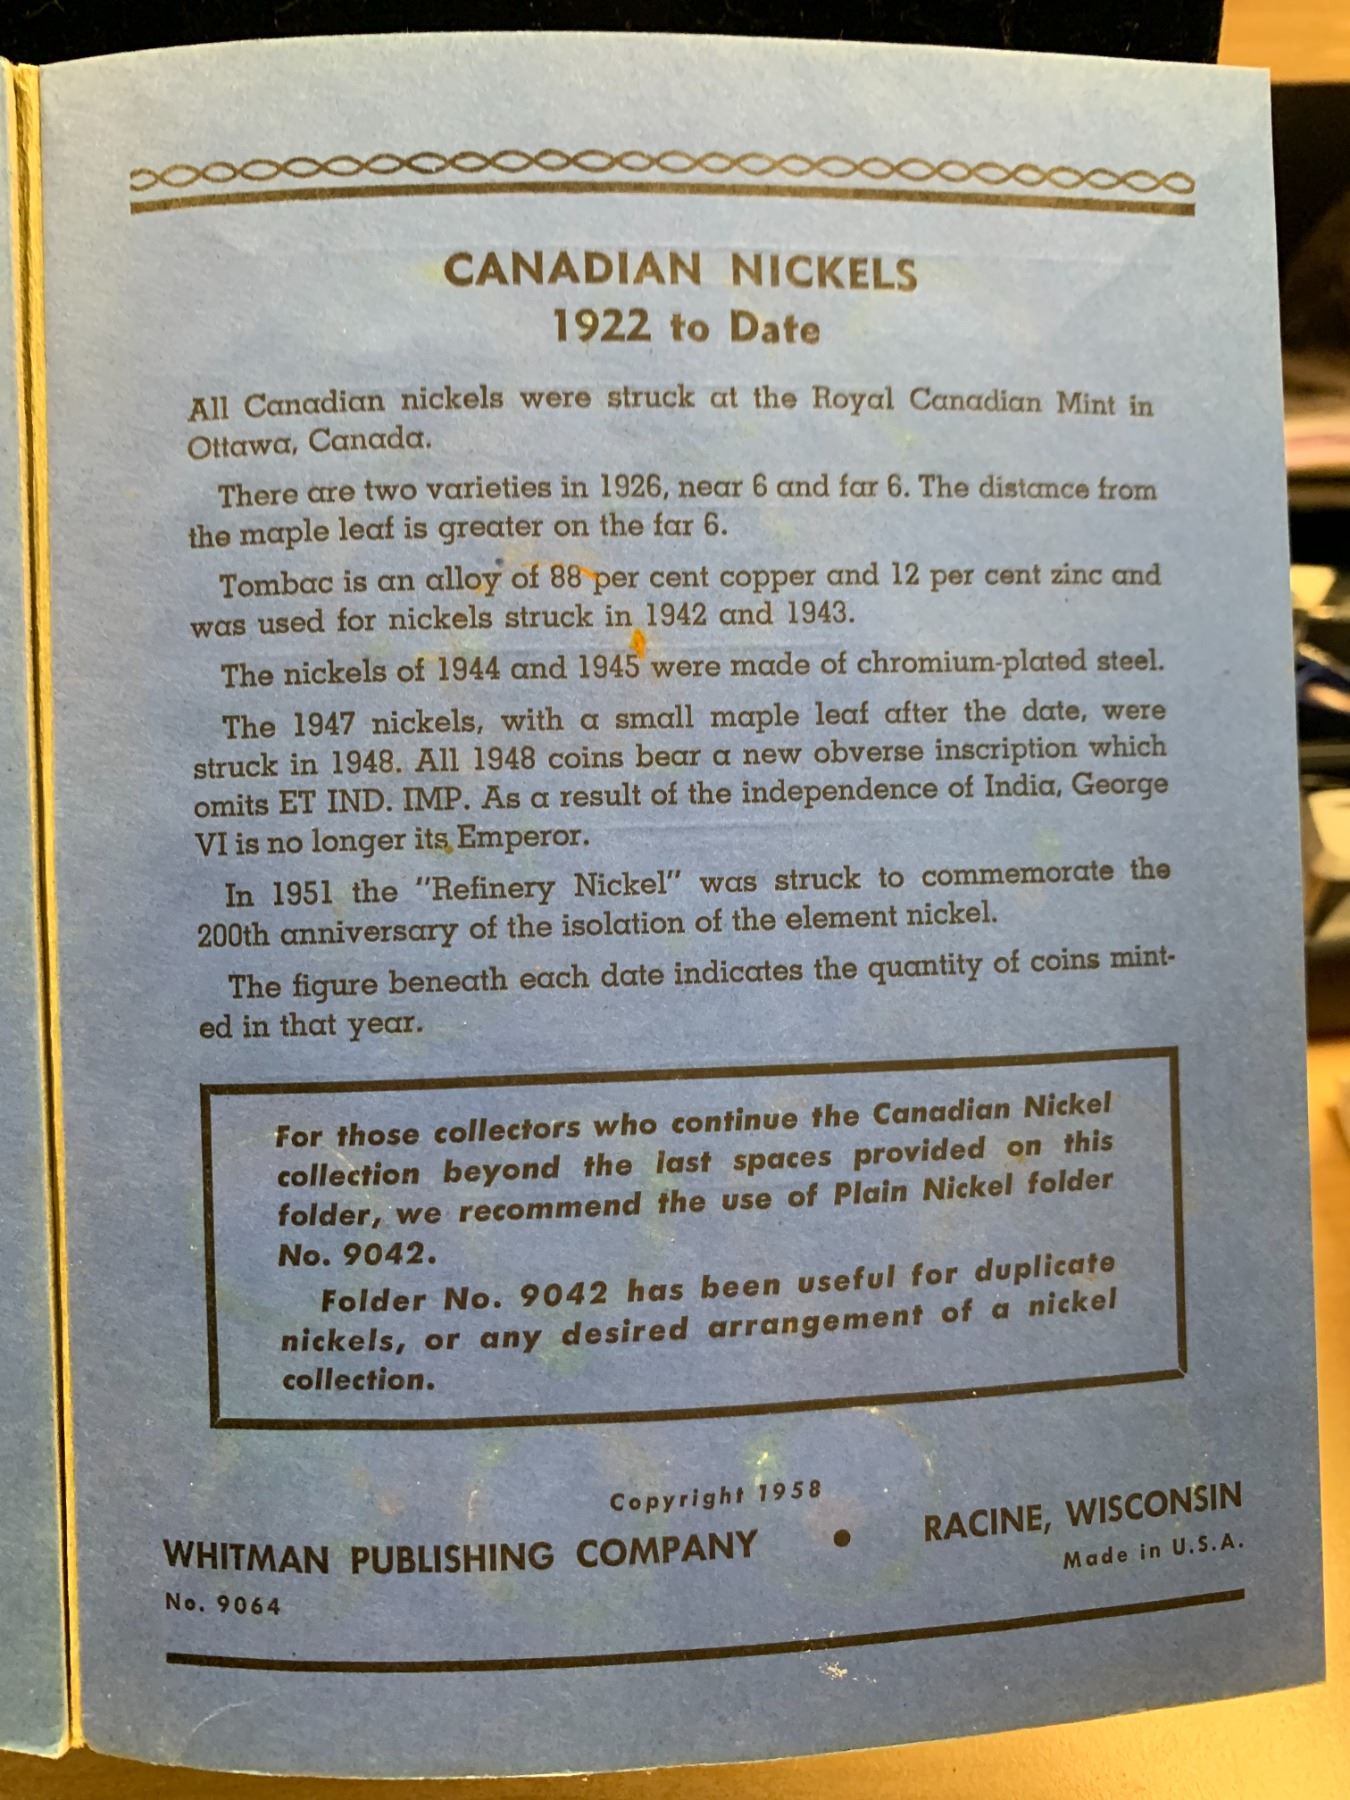 CANADIAN NICKELS
1922 to Date
All Canadian nickels were struck at the Royal Canadian Mint in
Ottawa, Canada.
There are two varieties in 1926, near 6 and far 6. The distance from
the maple leaf is greater on the far 6.
Tombac is an alloy of 88 per cent copper and 12 per cent zinc and
was used for nickels struck in 1942 and 1943.
The nickels of 1944 and 1945 were made of chromium-plated steel.
The 1947 nickels, with a small maple leaf after the date, were
struck in 1948. All 1948 coins bear a new obverse inscription which
omits ET IND. IMP. As a result of the independence of India, George
VI is no longer its Emperor.
In 1951 the "Refinery Nickel" was struck to commemorate the
200th anniversary of the isolation of the element nickel.
The figure beneath each date indicates the quantity of coins mint-
ed in that year.
For those collectors who continue the Canadian Nickel
collection beyond the last spaces provided on this
folder, we recommend the use of Plain Nickel folder
No. 9042.
Folder No. 9042 has been useful for duplicate
nickels, or any desired arrangement of a nickel
collection.
Copyright 1958
WHITMAN PUBLISHING COMPANY • RACINE, WISCONSIN
No. 9064 Made in U.S.A.